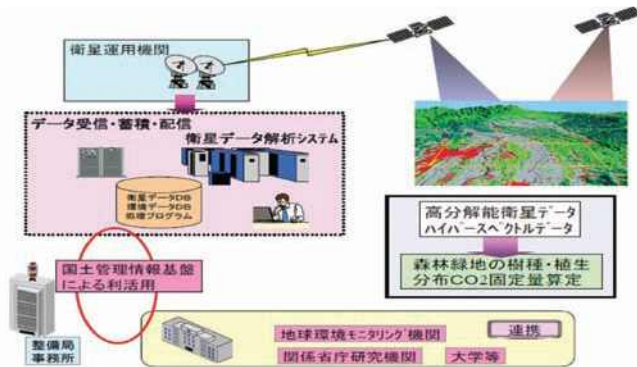 衛星運用機関
データ受信・蓄積・配信
衛星データ解析システム
衛星データDB
環境データDB
処理プログラム
高分解能衛星データ
ハイパースペクトルデータ
森林緑地の樹種・植生
分布CO2固定量算定
国土管理情報基盤
による利活用
整備局
事務所
地球環境モニタリング機関
連携
関係省庁研究機関
大学等